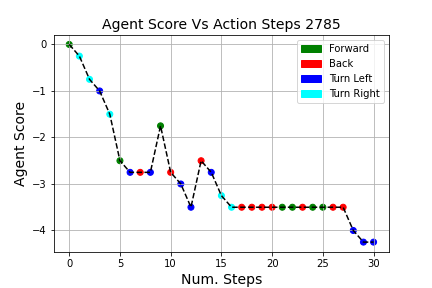 Agent Score Vs Action Steps 2785
Agent Score
0
−1
−2
−3
−4
Forward
Back
Turn Left
Turn Right
0
5
10
15
20
25
30
Num. Steps